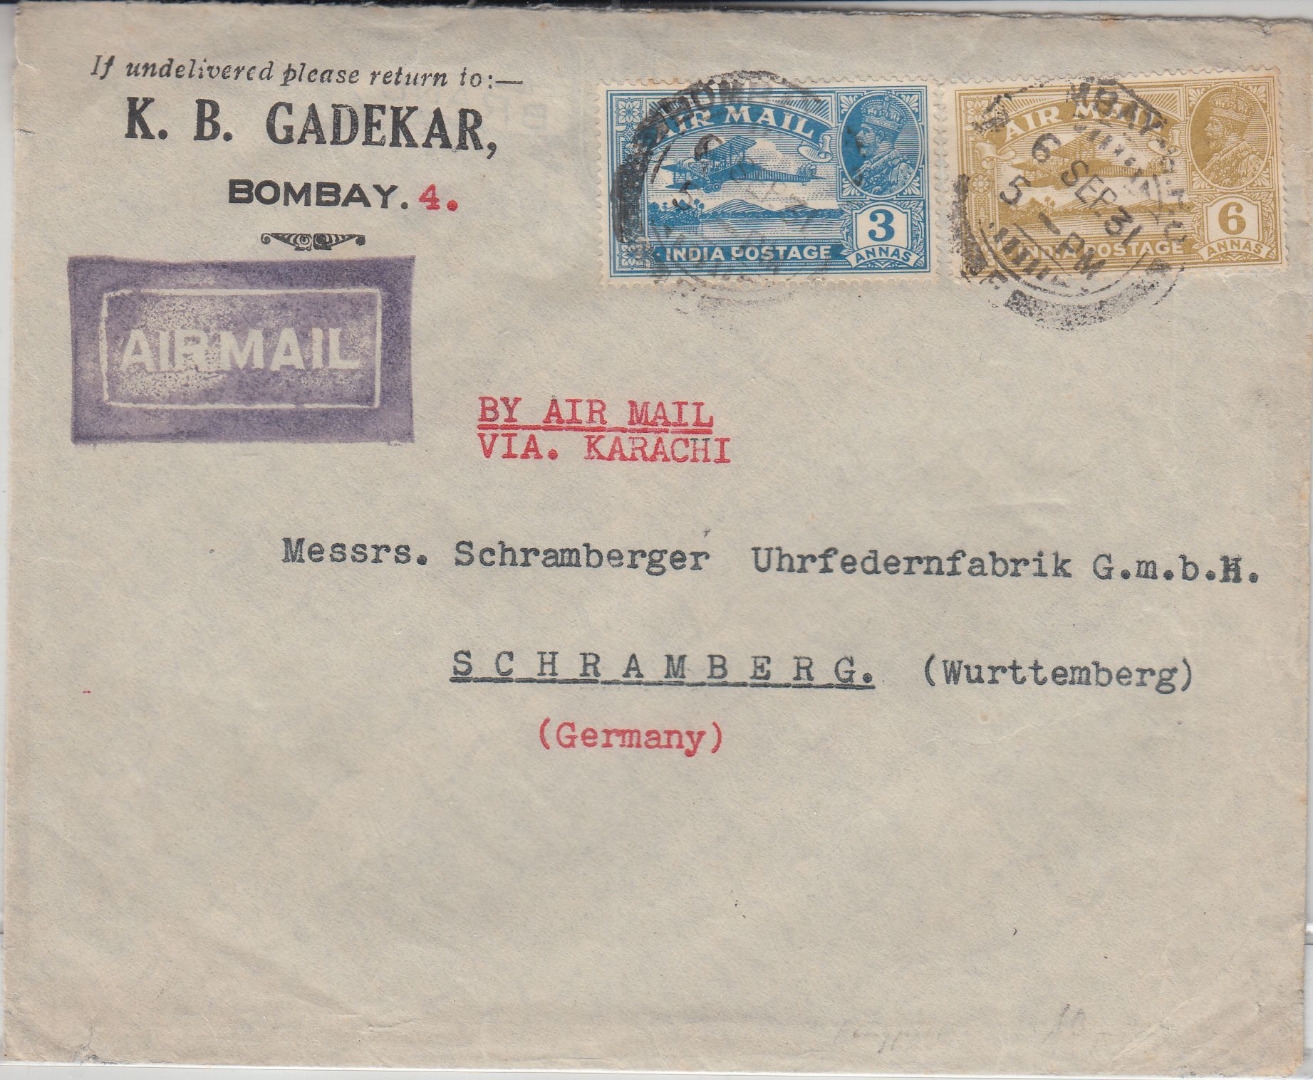 If undelivered please return to:—
K. B. GADEKAR,
BOMBAY. 4.
AIR MAIL
3
INDIA POSTAGE
ANNAS
AIR MAIL
6
POSTAGE
ANNAS
6 SEP 31
5 - PM
AIR MAIL
BY AIR MAIL
VIA. KARACHI
Messrs. Schramberger Uhrfedernfabrik G.m.b.H.
SCHRAMBERG. (Wurttemberg)
(Germany)